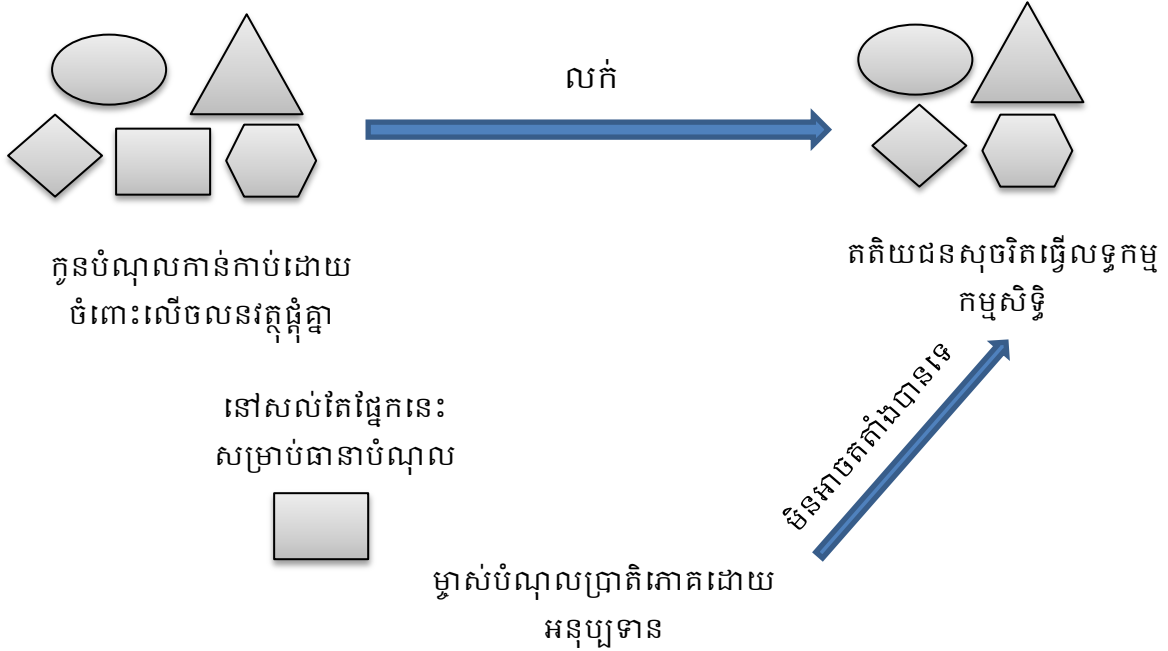 លក់
កូនបំណុលកាន់កាប់ដោយ
ចំពោះលើចលនវត្ថុផ្តុំគ្នា
តតិយជនសុចរិតធ្វើលទ្ធកម្ម
កម្មសិទ្ធិ
មិនអាចតតាំងបានទេ
នៅសល់តែផ្នែកនេះ
សម្រាប់ធានាបំណុល
ម្ចាស់បំណុលប្រាតិភោគដោយ
អនុប្បទាន